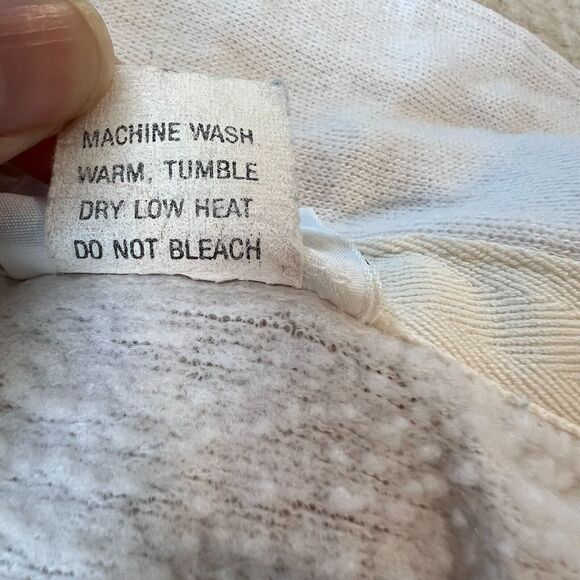 MACHINE WASH
WARM, TUMBLE
DRY LOW HEAT
DO NOT BLEACH